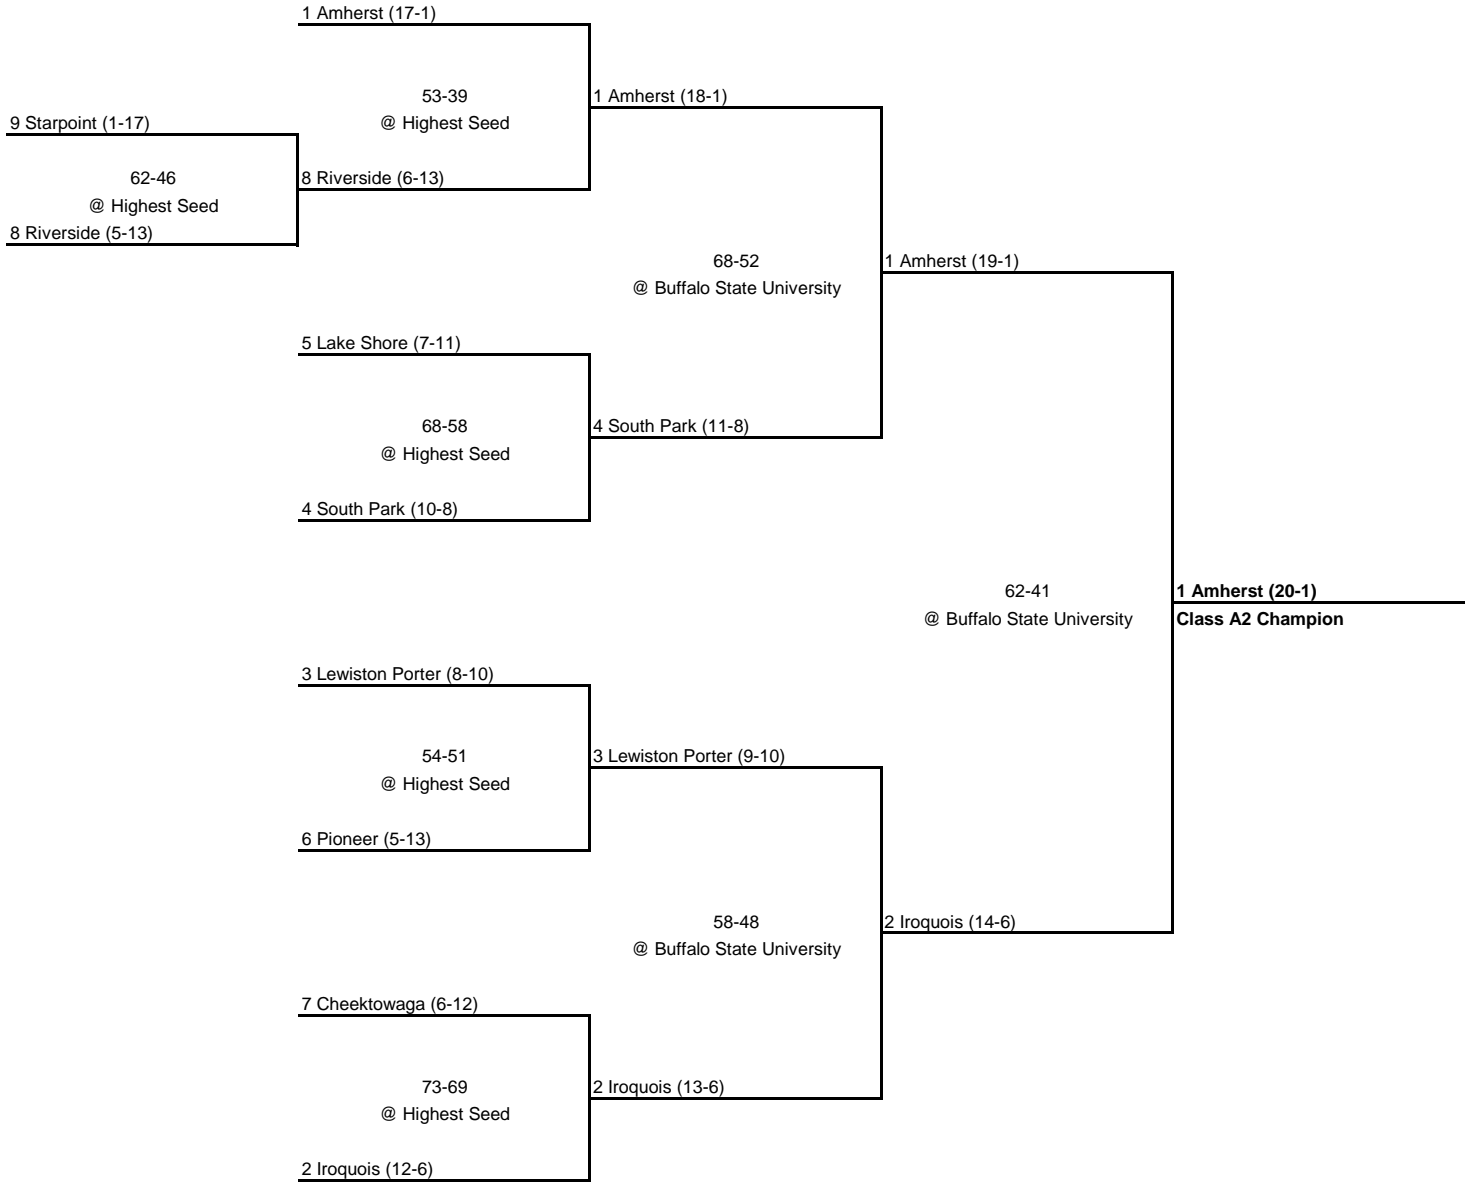 1 Amherst (17-1)
53-39
@ Highest Seed
1 Amherst (18-1)
9 Starpoint (1-17)
62-46
@ Highest Seed
8 Riverside (6-13)
8 Riverside (5-13)
68-52
@ Buffalo State University
1 Amherst (19-1)
5 Lake Shore (7-11)
68-58
@ Highest Seed
4 South Park (11-8)
4 South Park (10-8)
62-41
@ Buffalo State University
1 Amherst (20-1)
Class A2 Champion
3 Lewiston Porter (8-10)
54-51
@ Highest Seed
3 Lewiston Porter (9-10)
6 Pioneer (5-13)
58-48
@ Buffalo State University
2 Iroquois (14-6)
7 Cheektowaga (6-12)
73-69
@ Highest Seed
2 Iroquois (13-6)
2 Iroquois (12-6)